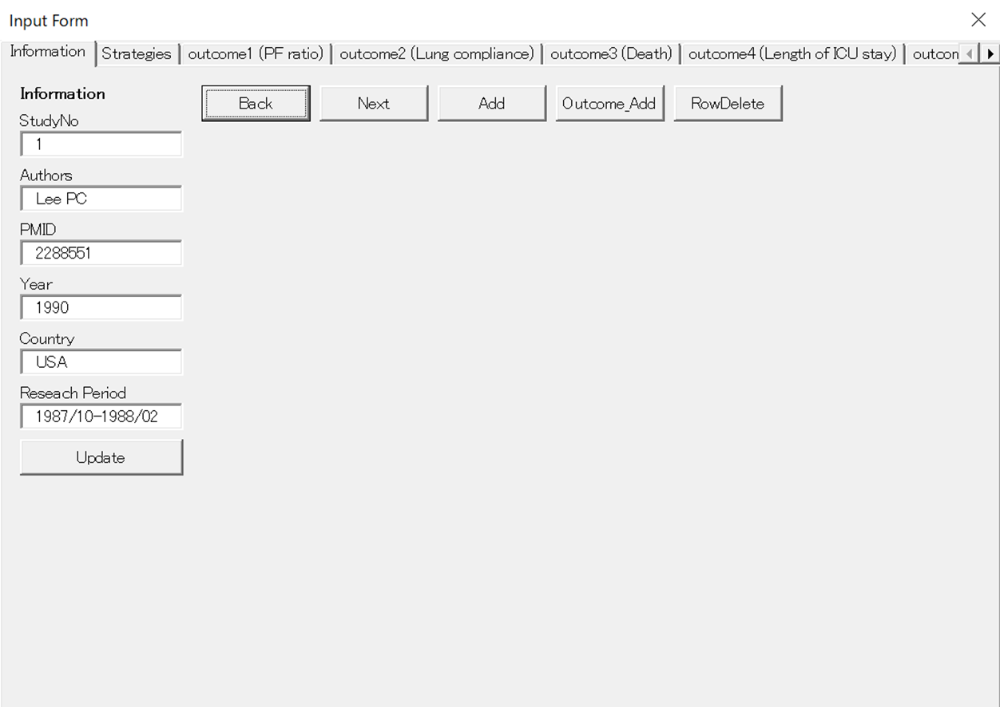 Input Form
Information Strategies outcome1 (PF ratio) outcome2 (Lung compliance) outcome3 (Death) outcome4 (Length of ICU stay) outcon
Information
Back Next Add Outcome_Add RowDelete
StudyNo
1
Authors
Lee PC
PMID
2288551
Year
1990
Country
USA
Reseach Period
1987/10-1988/02
Update